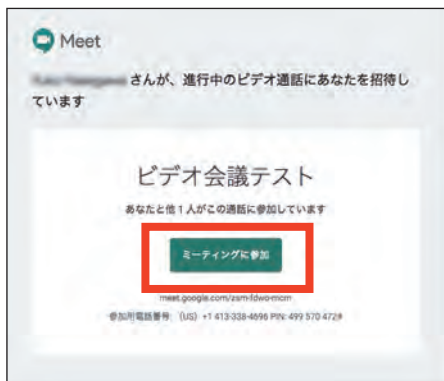 Meet
さんが、進行中のビデオ通話にあなたを招待し
ています
ビデオ会議テスト
あなたと他1人がこの通話に参加しています
ミーティングに参加
meet.google.com/zsm-fdwo-mcm
参加用電話番号: (US) +1 413-338-4696 PIN: 499 570 472#